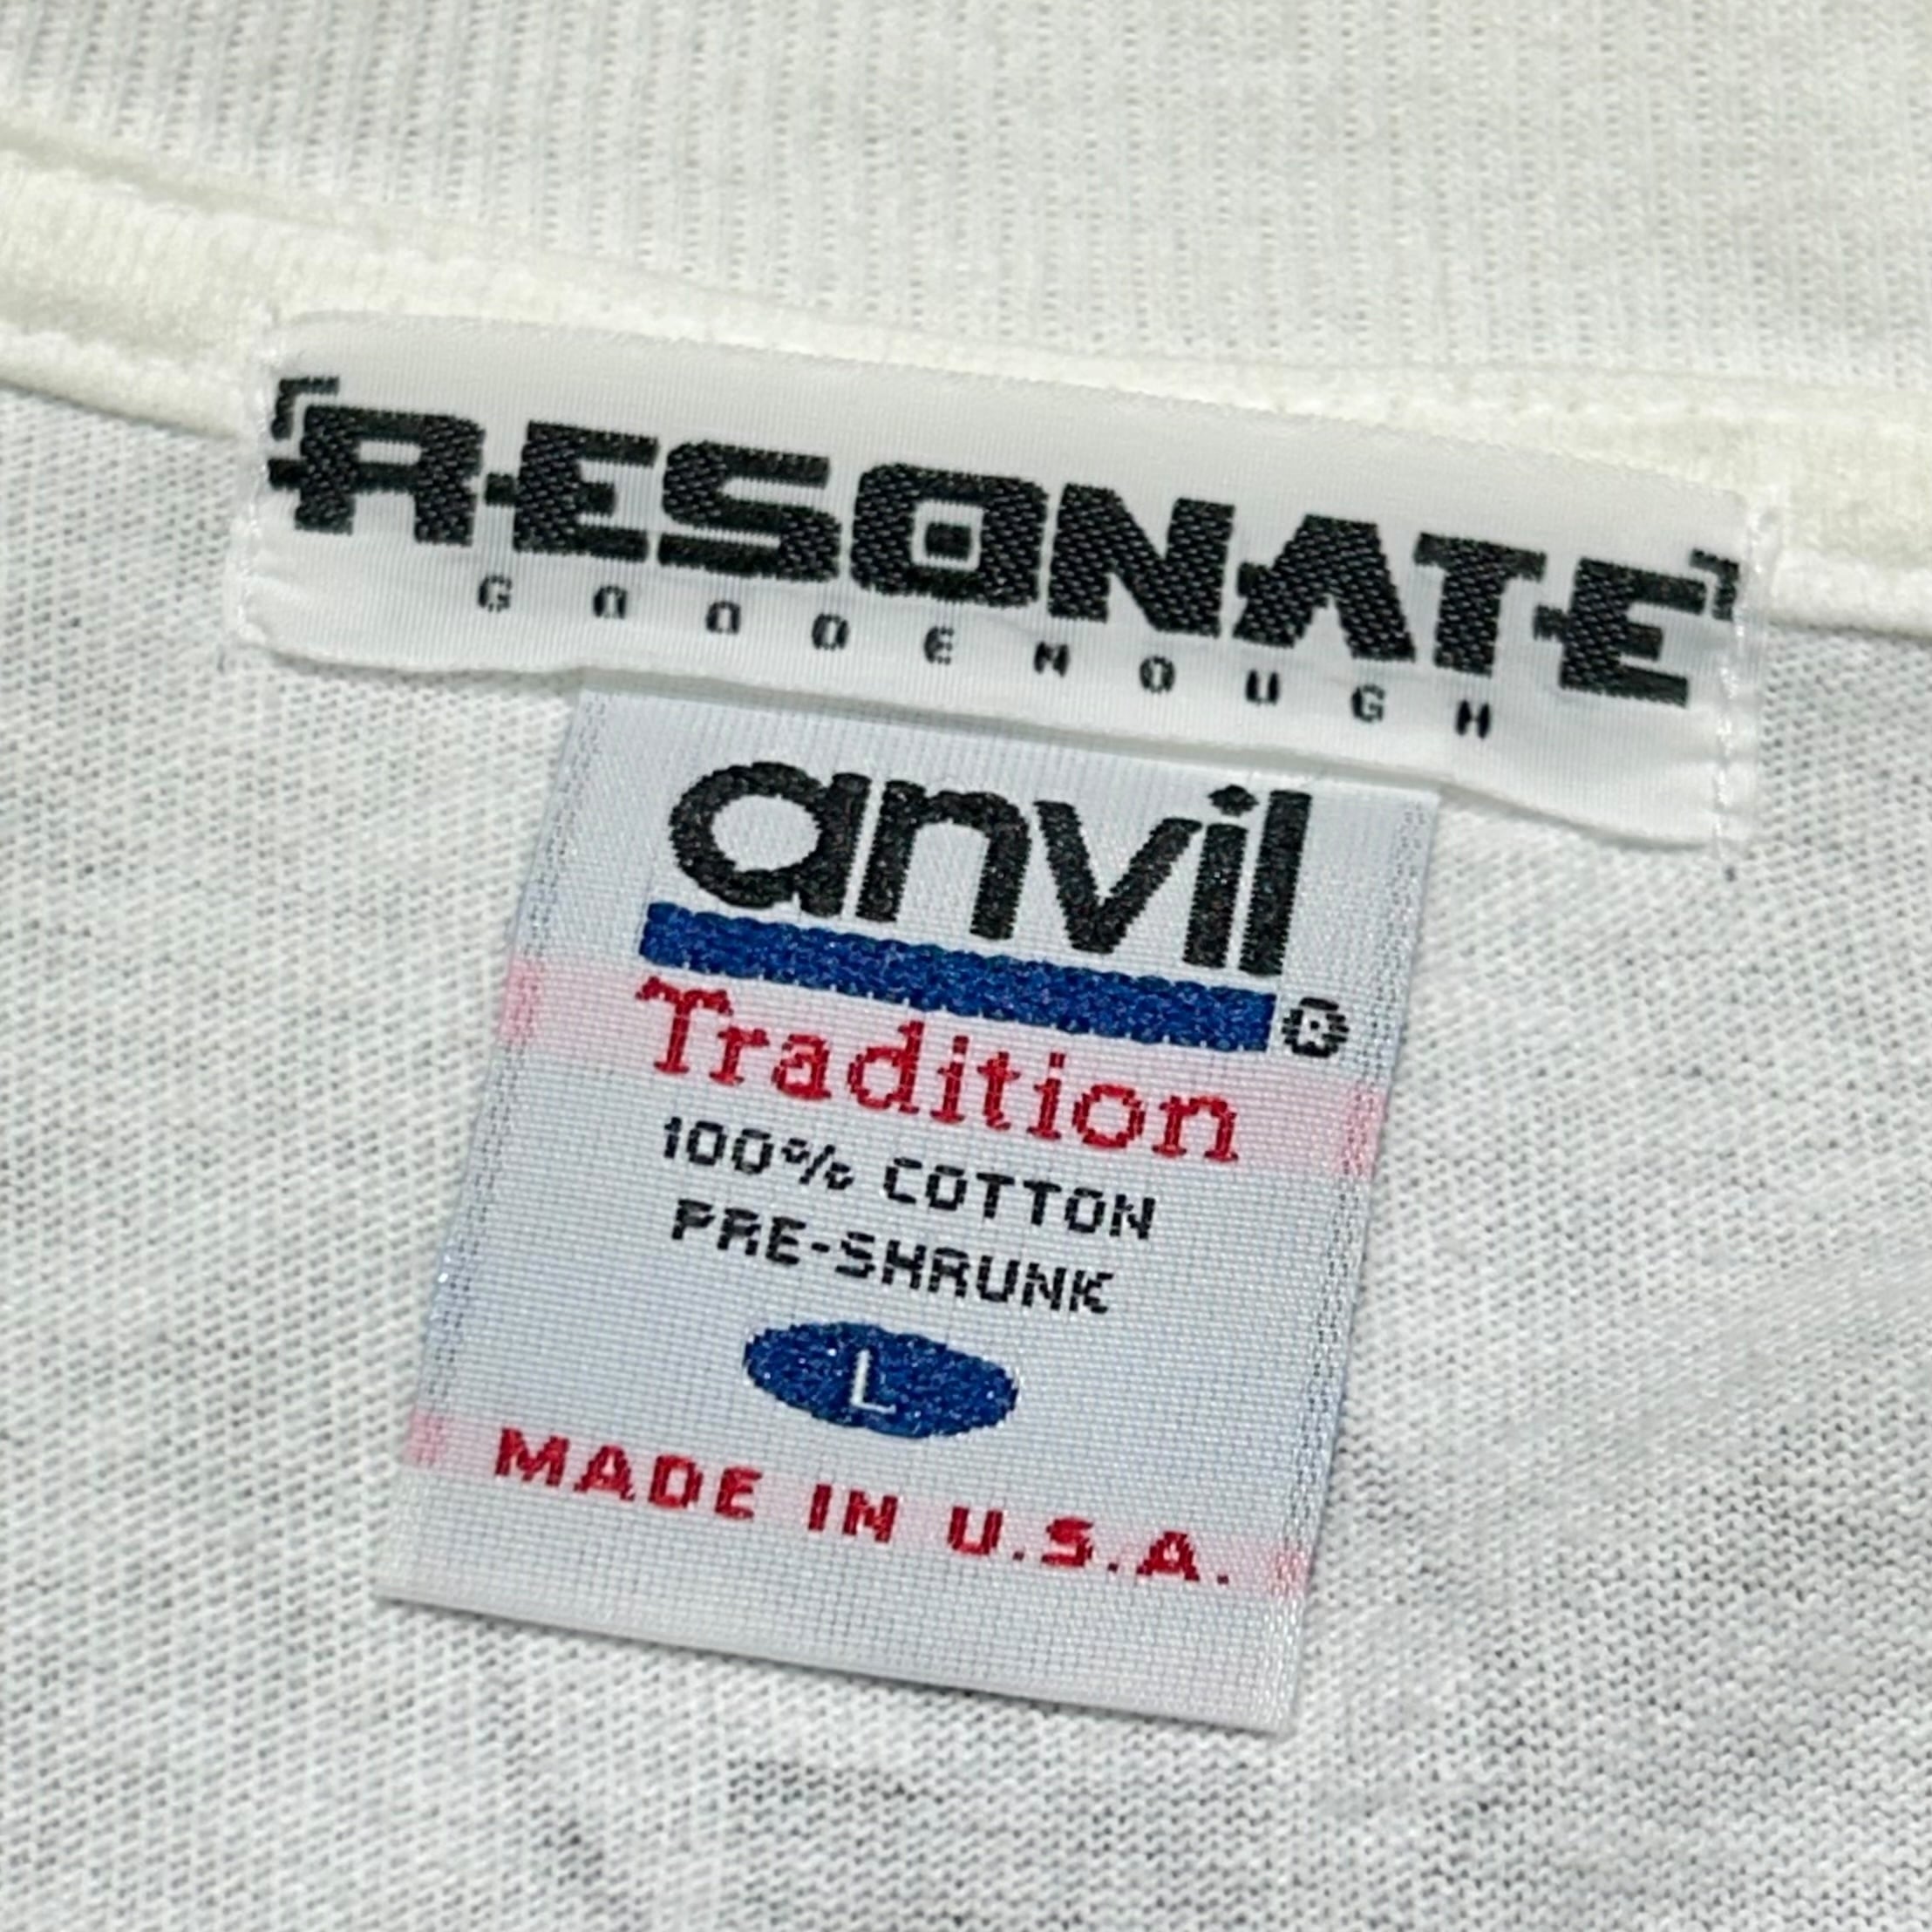 「RESONATE」
GOODENOUGH
anvil
®
Tradition
100% COTTON
PRE-SHRUNK
L
MADE IN U.S.A.